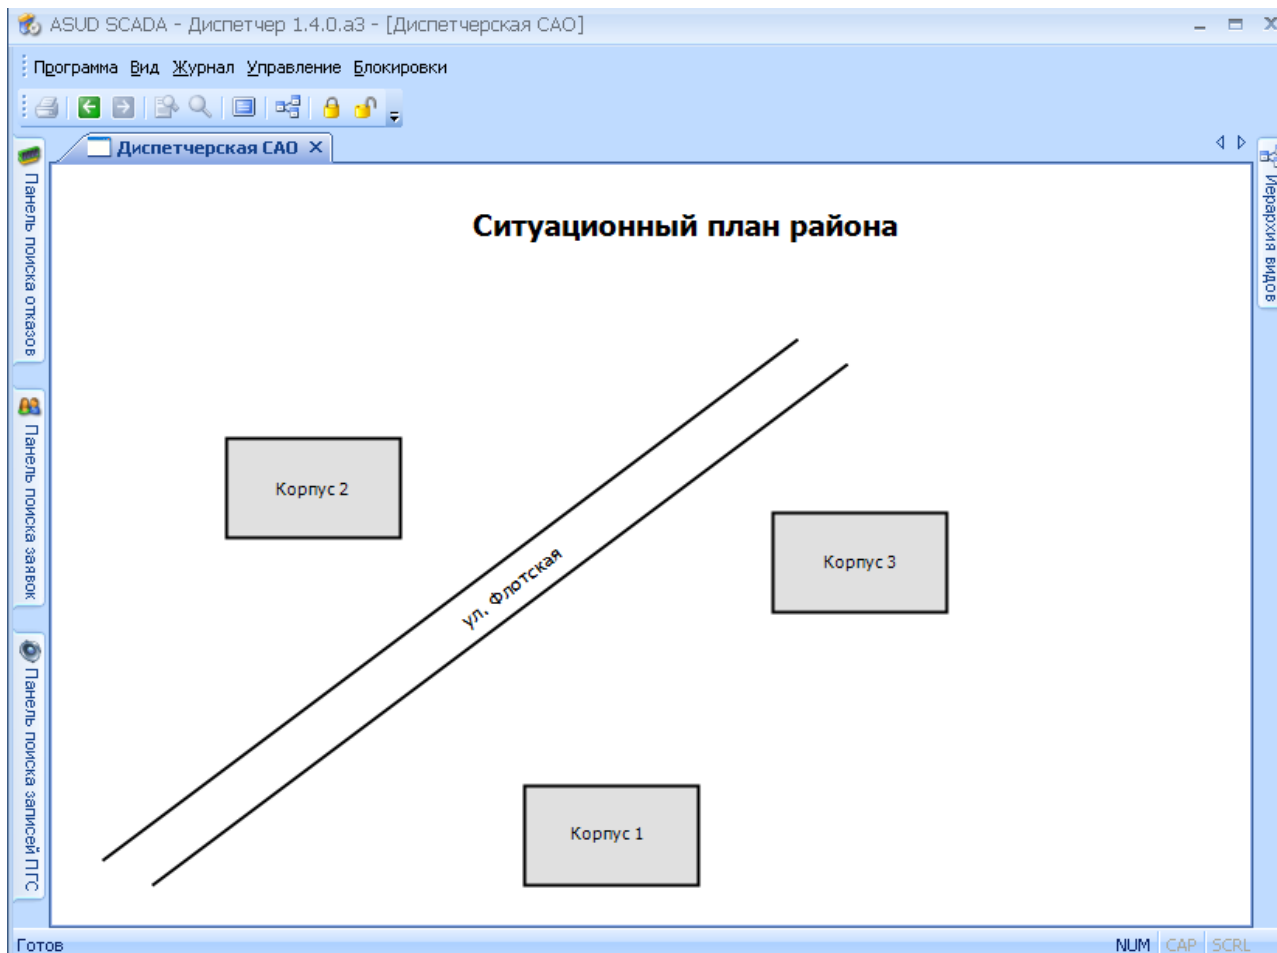 ASUD SCADA - Диспетчер 1.4.0.a3 - [Диспетчерская САО]
Программа Вид Журнал Управление Блокировки
Диспетчерская САО
Панель поиска отказов
Панель поиска заявок
Панель поиска записей ПГС
Иерархия видов
Ситуационный план района
Корпус 2
ул. Флотская
Корпус 3
Корпус 1
Готов
NUM CAP SCRL